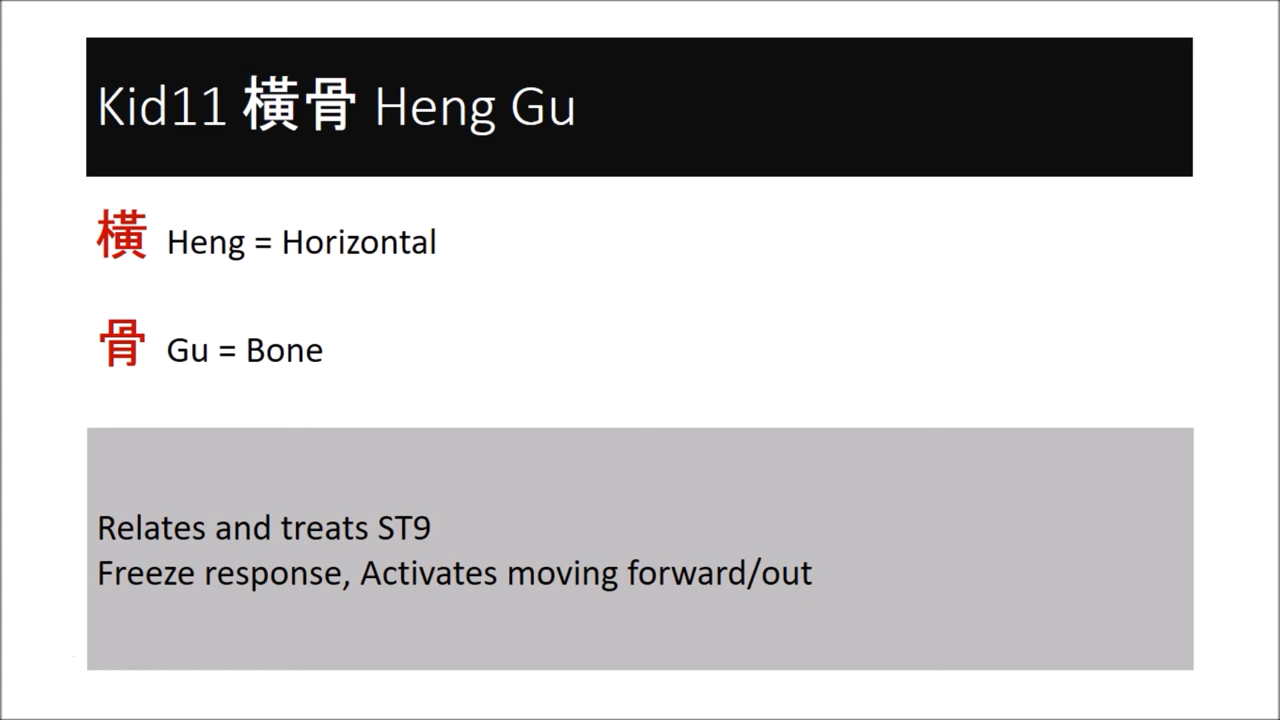 Kid11 橫骨 Heng Gu
橫 Heng = Horizontal
骨 Gu = Bone
Relates and treats ST9
Freeze response, Activates moving forward/out